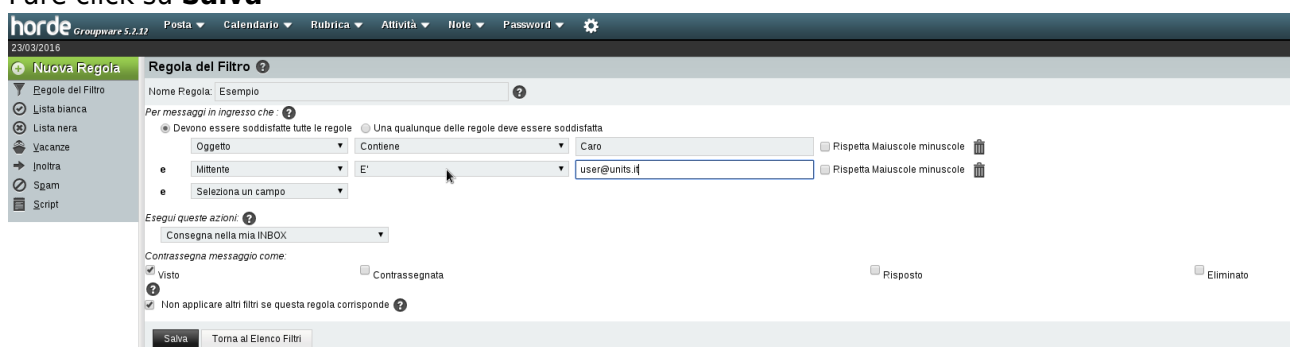 Fare click su Salva
horde Groupware 5.2.12 Posta Calendario Rubrica Attività Note Password
23/03/2016
Nuova Regola
Regole del Filtro
Lista bianca
Lista nera
Vacanze
Inoltra
Spam
Script
Regola del Filtro
Nome Regola: Esempio
Per messaggi in ingresso che :
Devono essere soddisfatte tutte le regole Una qualunque delle regole deve essere soddisfatta
Oggetto Contiene Caro Rispetta Maiuscole minuscole
e Mittente E' user@units.it Rispetta Maiuscole minuscole
e Seleziona un campo
Esegui queste azioni:
Consegna nella mia INBOX
Contrassegna messaggio come:
Visto Contrassegnata Risposto Eliminato
Non applicare altri filtri se questa regola corrisponde
Salva Torna al Elenco Filtri